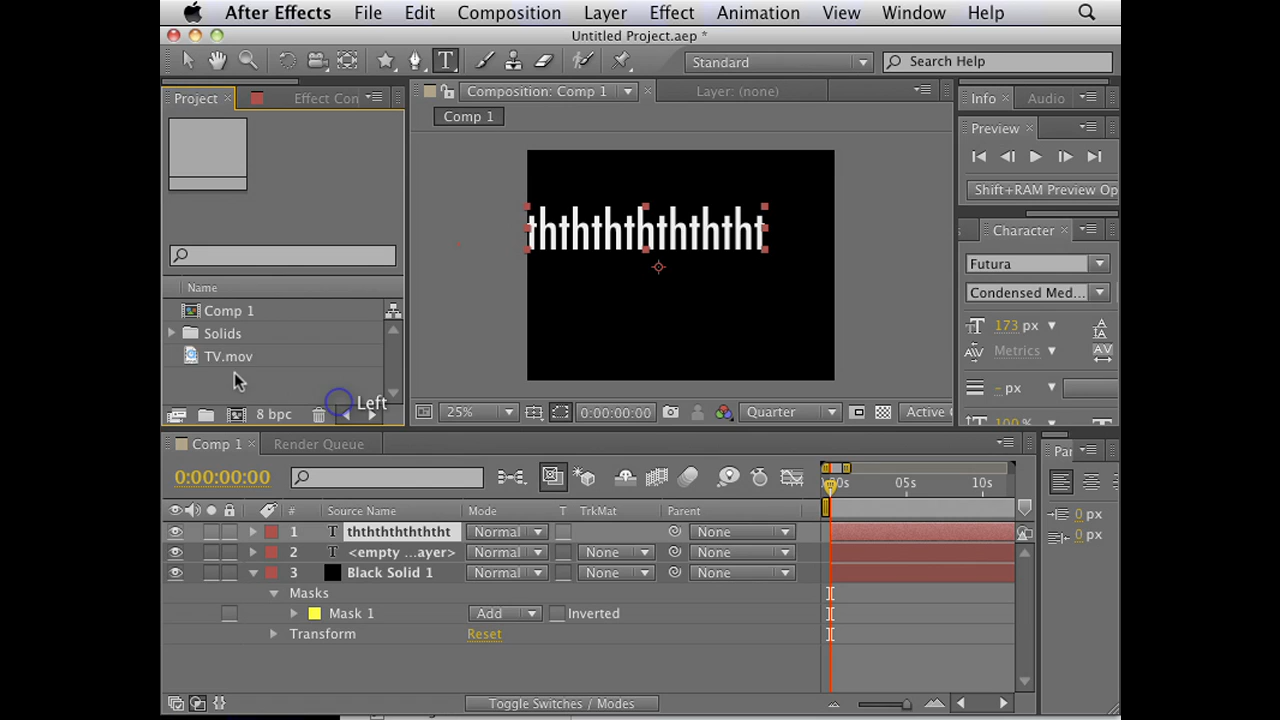 After Effects File Edit Composition Layer Effect Animation View Window Help
Untitled Project.aep *
T Standard Search Help
Project Effect Con Composition: Comp 1 Layer: (none) Info Audio
Comp 1
Preview
Shift+RAM Preview Op
Character
Name
thththththththt
Futura
Comp 1
Condensed Med...
Solids
173 px
TV.mov
Metrics
- px
Left
8 bpc 25% 0:00:00:00 Quarter Active
100 %
Comp 1 Render Queue Par
0:00:00:00
:00s 05s 10s
# Source Name Mode T TrkMat Parent
0 px
1 T thththththththt Normal None
0 px
2 T <empty ...ayer> Normal None None
3 Black Solid 1 Normal None None
Masks
Mask 1 Add Inverted
Transform Reset
Toggle Switches / Modes